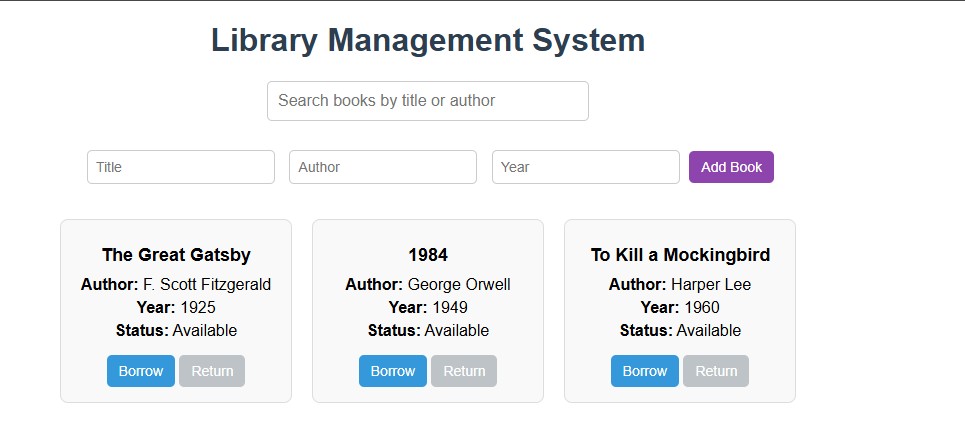 Library Management System
Search books by title or author
Title Author Year Add Book
The Great Gatsby
Author: F. Scott Fitzgerald
Year: 1925
Status: Available
Borrow Return
1984
Author: George Orwell
Year: 1949
Status: Available
Borrow Return
To Kill a Mockingbird
Author: Harper Lee
Year: 1960
Status: Available
Borrow Return